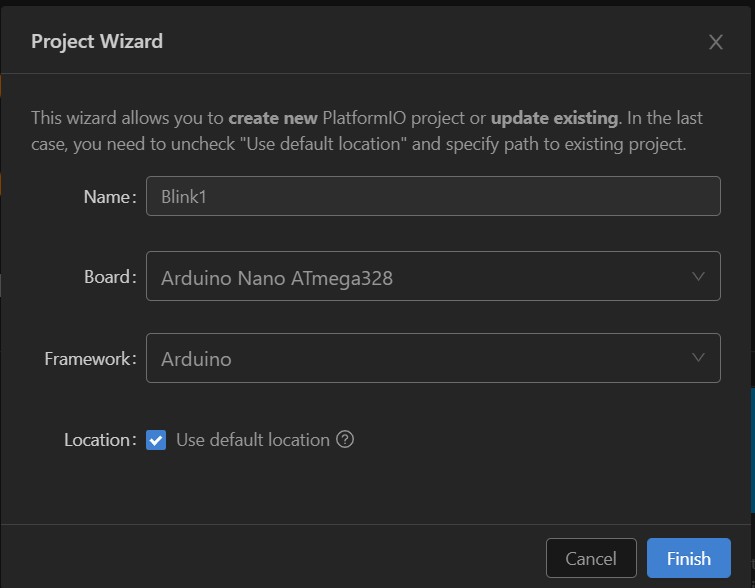 Project Wizard
This wizard allows you to create new PlatformIO project or update existing. In the last
case, you need to uncheck "Use default location" and specify path to existing project.
Name: Blink1
Board: Arduino Nano ATmega328
Framework: Arduino
Location: Use default location ?
Cancel Finish